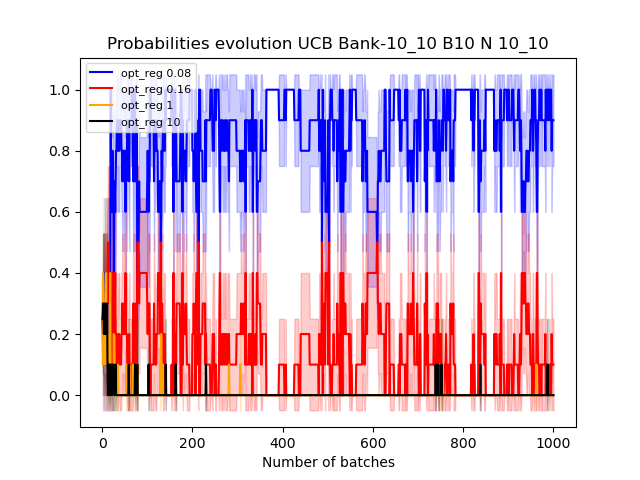 Probabilities evolution UCB Bank-10_10 B10 N 10_10
opt_reg 0.08
opt_reg 0.16
opt_reg 1
opt_reg 10
1.0
0.8
0.6
0.4
0.2
0.0
0 200 400 600 800 1000
Number of batches